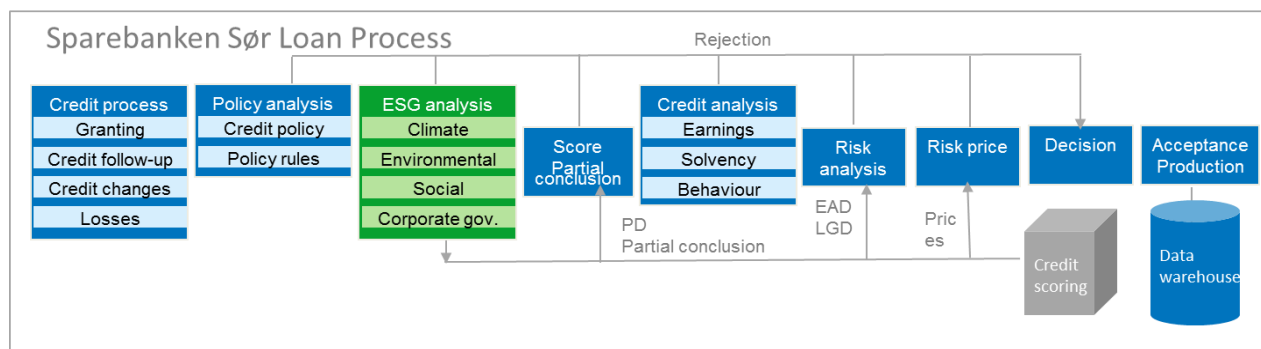 Sparebanken Sør Loan Process
Rejection
Credit process
Granting
Credit follow-up
Credit changes
Losses
Policy analysis
Credit policy
Policy rules
ESG analysis
Climate
Environmental
Social
Corporate gov.
Score
Partial
conclusion
Credit analysis
Earnings
Solvency
Behaviour
Risk
analysis
Risk price
Decision
Acceptance
Production
PD
Partial conclusion
EAD
LGD
Pric
es
Credit
scoring
Data
warehouse